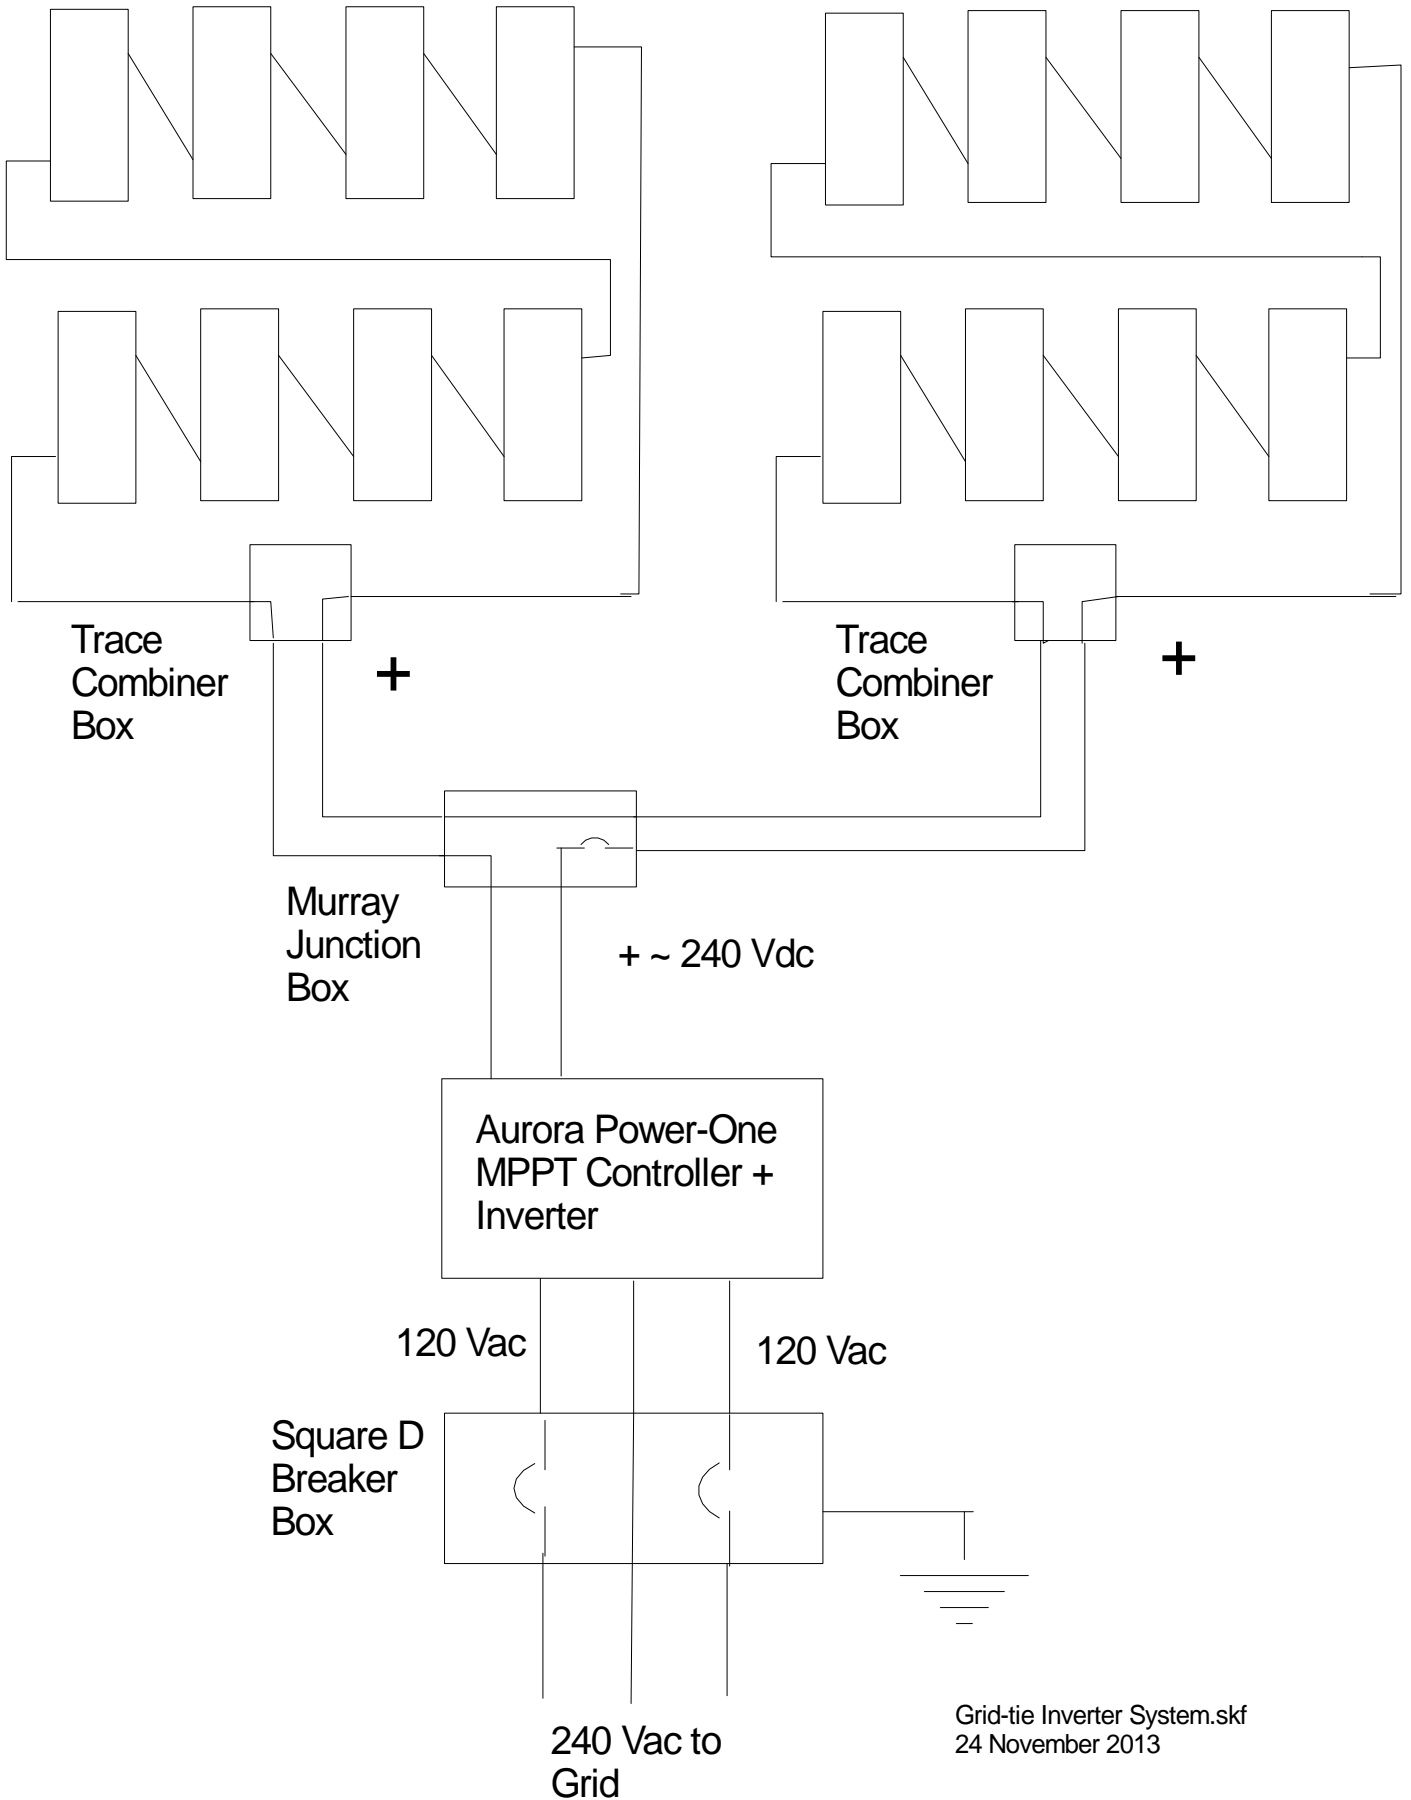 Trace
Combiner
Box
+
Trace
Combiner
Box
+
Murray
Junction
Box
+ ~ 240 Vdc
Aurora Power-One
MPPT Controller +
Inverter
120 Vac
120 Vac
Square D
Breaker
Box
240 Vac to
Grid
Grid-tie Inverter System.skf
24 November 2013